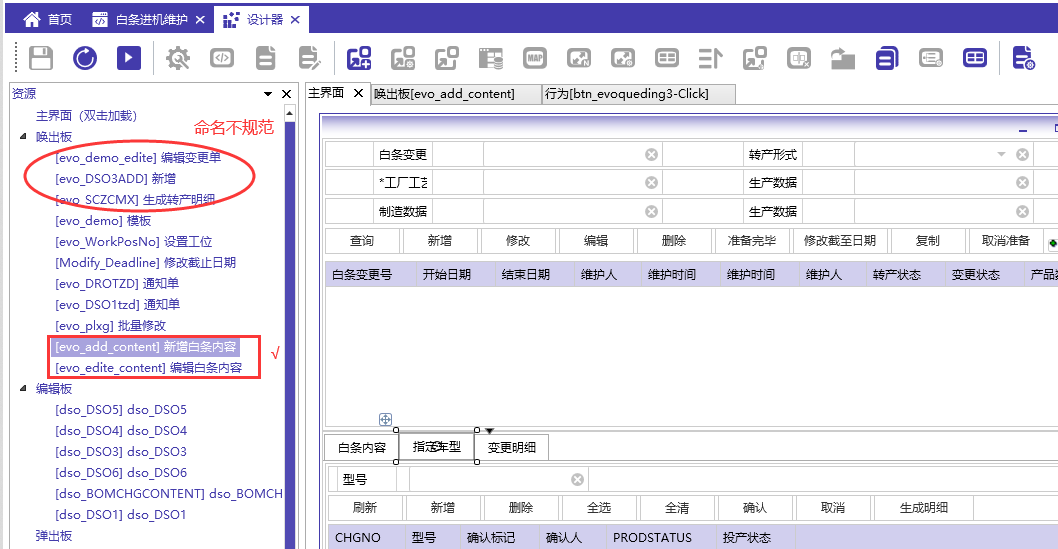 首页 白条进机维护 × 设计器 ×
MAP
资源
主界面 × 唤出板[evo_add_content] 行为[btn_evoqueding3-Click]
主界面（双击加载）
命名不规范
唤出板
[evo_demo_edite] 编辑变更单
[evo_DSO3ADD] 新增
[evo_SCZCMX] 生成转产明细
[evo_demo] 模板
[evo_WorkPosNo] 设置工位
[Modify_Deadline] 修改截止日期
[evo_DROTZD] 通知单
[evo_DSO1tzd] 通知单
[evo_plxg] 批量修改
[evo_add_content] 新增白条内容
√
[evo_edite_content] 编辑白条内容
编辑板
[dso_DSO5] dso_DSO5
[dso_DSO4] dso_DSO4
[dso_DSO3] dso_DSO3
[dso_DSO6] dso_DSO6
[dso_BOMCHGCONTENT] dso_BOMCH
[dso_DSO1] dso_DSO1
弹出板
白条变更 转产形式
*工厂工艺 生产数据
制造数据 生产数据
查询 新增 修改 编辑 删除 准备完毕 修改截至日期 复制 取消准备
白条变更号 开始日期 结束日期 维护人 维护时间 维护时间 维护人 转产状态 变更状态 产品数
白条内容 指定车型 变更明细
型号
刷新 新增 删除 全选 全清 确认 取消 生成明细
CHGNO 型号 确认标记 确认人 PRODSTATUS 投产状态